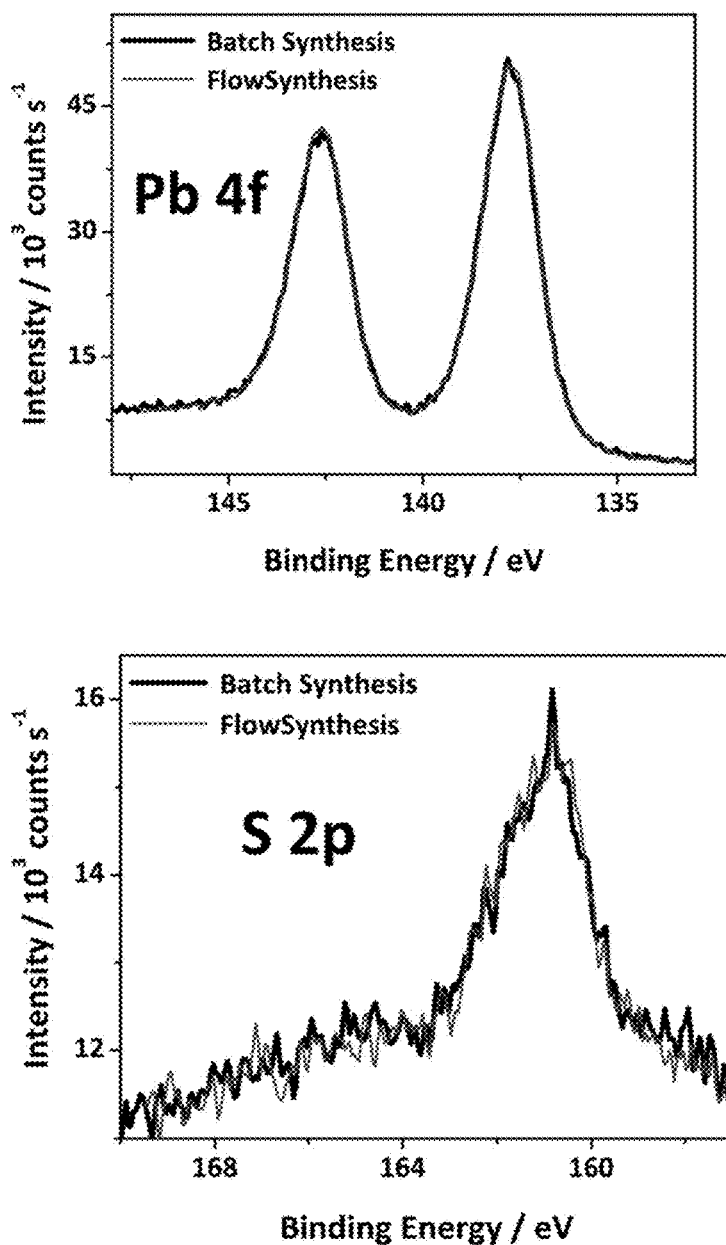 Batch Synthesis
FlowSynthesis
Pb 4f
45
30
15
Intensity / 10³ counts s⁻¹
145 140 135
Binding Energy / eV
Batch Synthesis
FlowSynthesis
S 2p
16
14
12
Intensity / 10³ counts s⁻¹
168 164 160
Binding Energy / eV